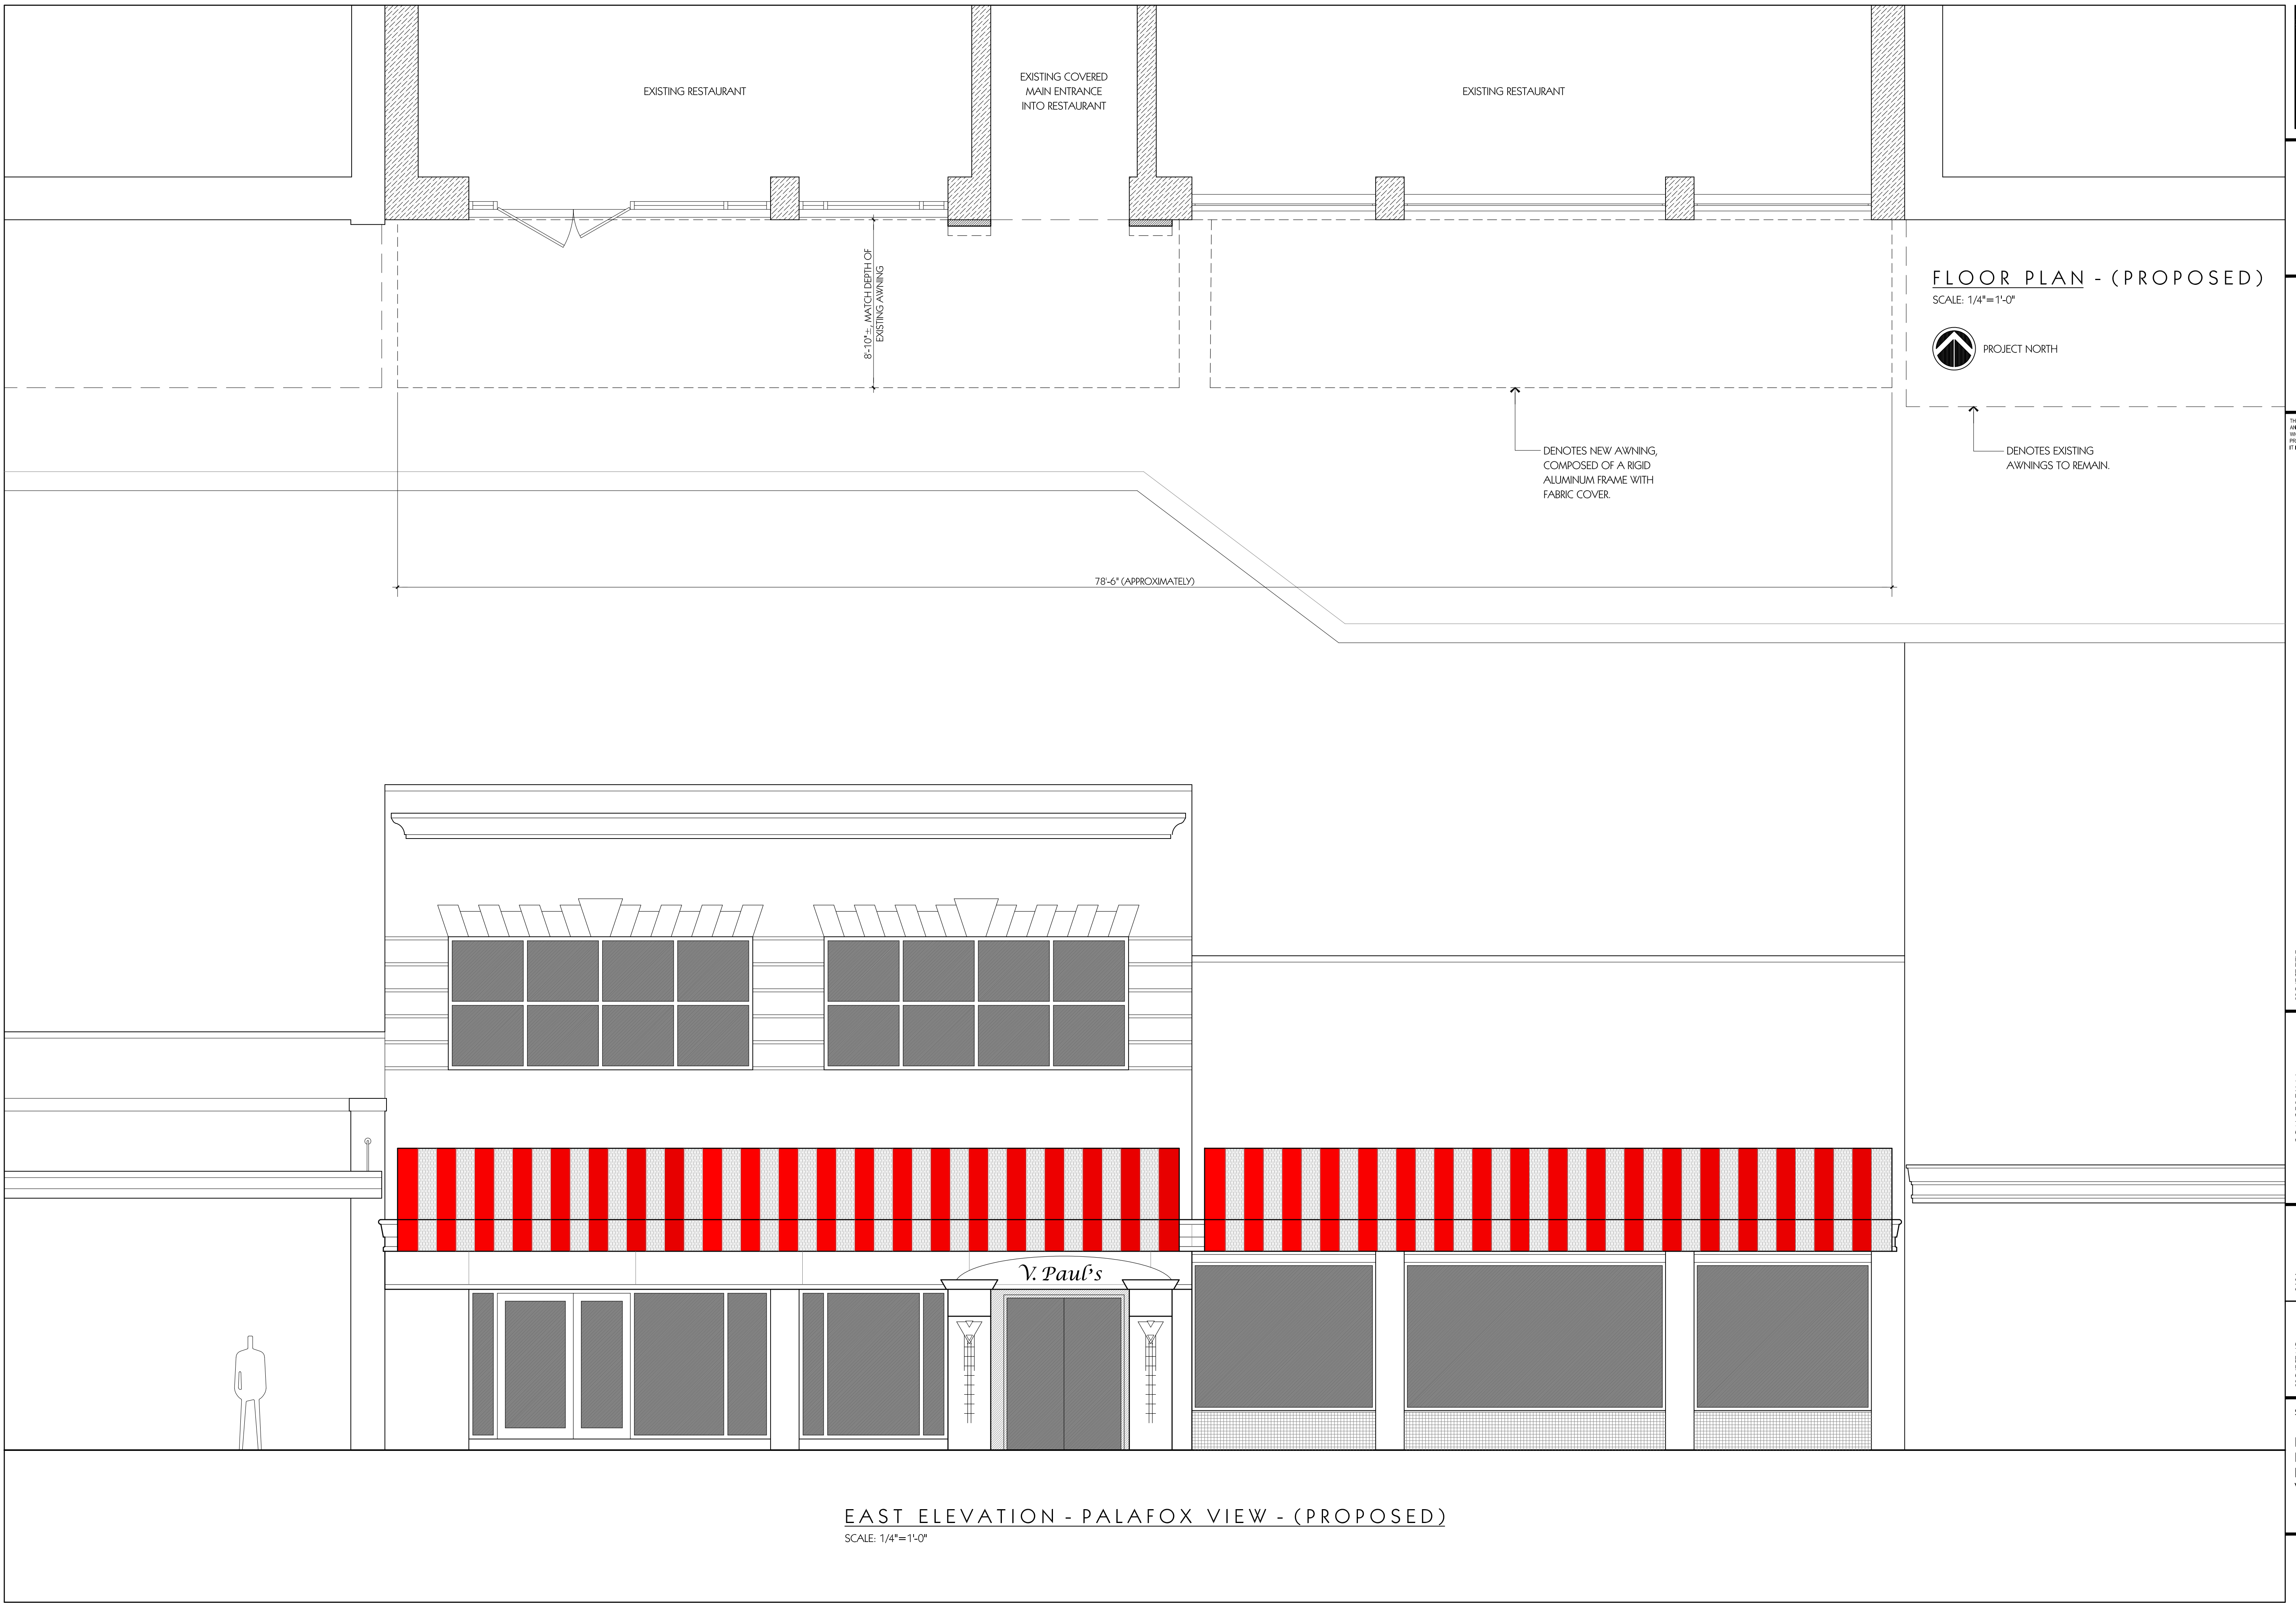 EXISTING RESTAURANT
EXISTING COVERED
MAIN ENTRANCE
INTO RESTAURANT
EXISTING RESTAURANT
8'-10"±, MATCH DEPTH OF
EXISTING AWNING
FLOOR PLAN - (PROPOSED)
SCALE: 1/4"=1'-0"
PROJECT NORTH
DENOTES NEW AWNING,
COMPOSED OF A RIGID
ALUMINUM FRAME WITH
FABRIC COVER.
DENOTES EXISTING
AWNINGS TO REMAIN.
78'-6" (APPROXIMATELY)
V. Paul's
EAST ELEVATION - PALAFOX VIEW - (PROPOSED)
SCALE: 1/4"=1'-0"